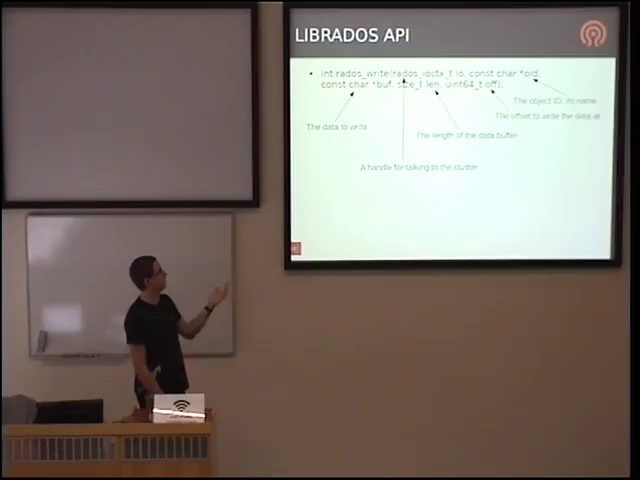 LIBRADOS API
• int rados_write(rados_ioctx_t io, const char *oid,
const char *buf, size_t len, uint64_t off);
The object ID: its name
The offset to write the data at
The data to write
The length of the data buffer
A handle for talking to the cluster